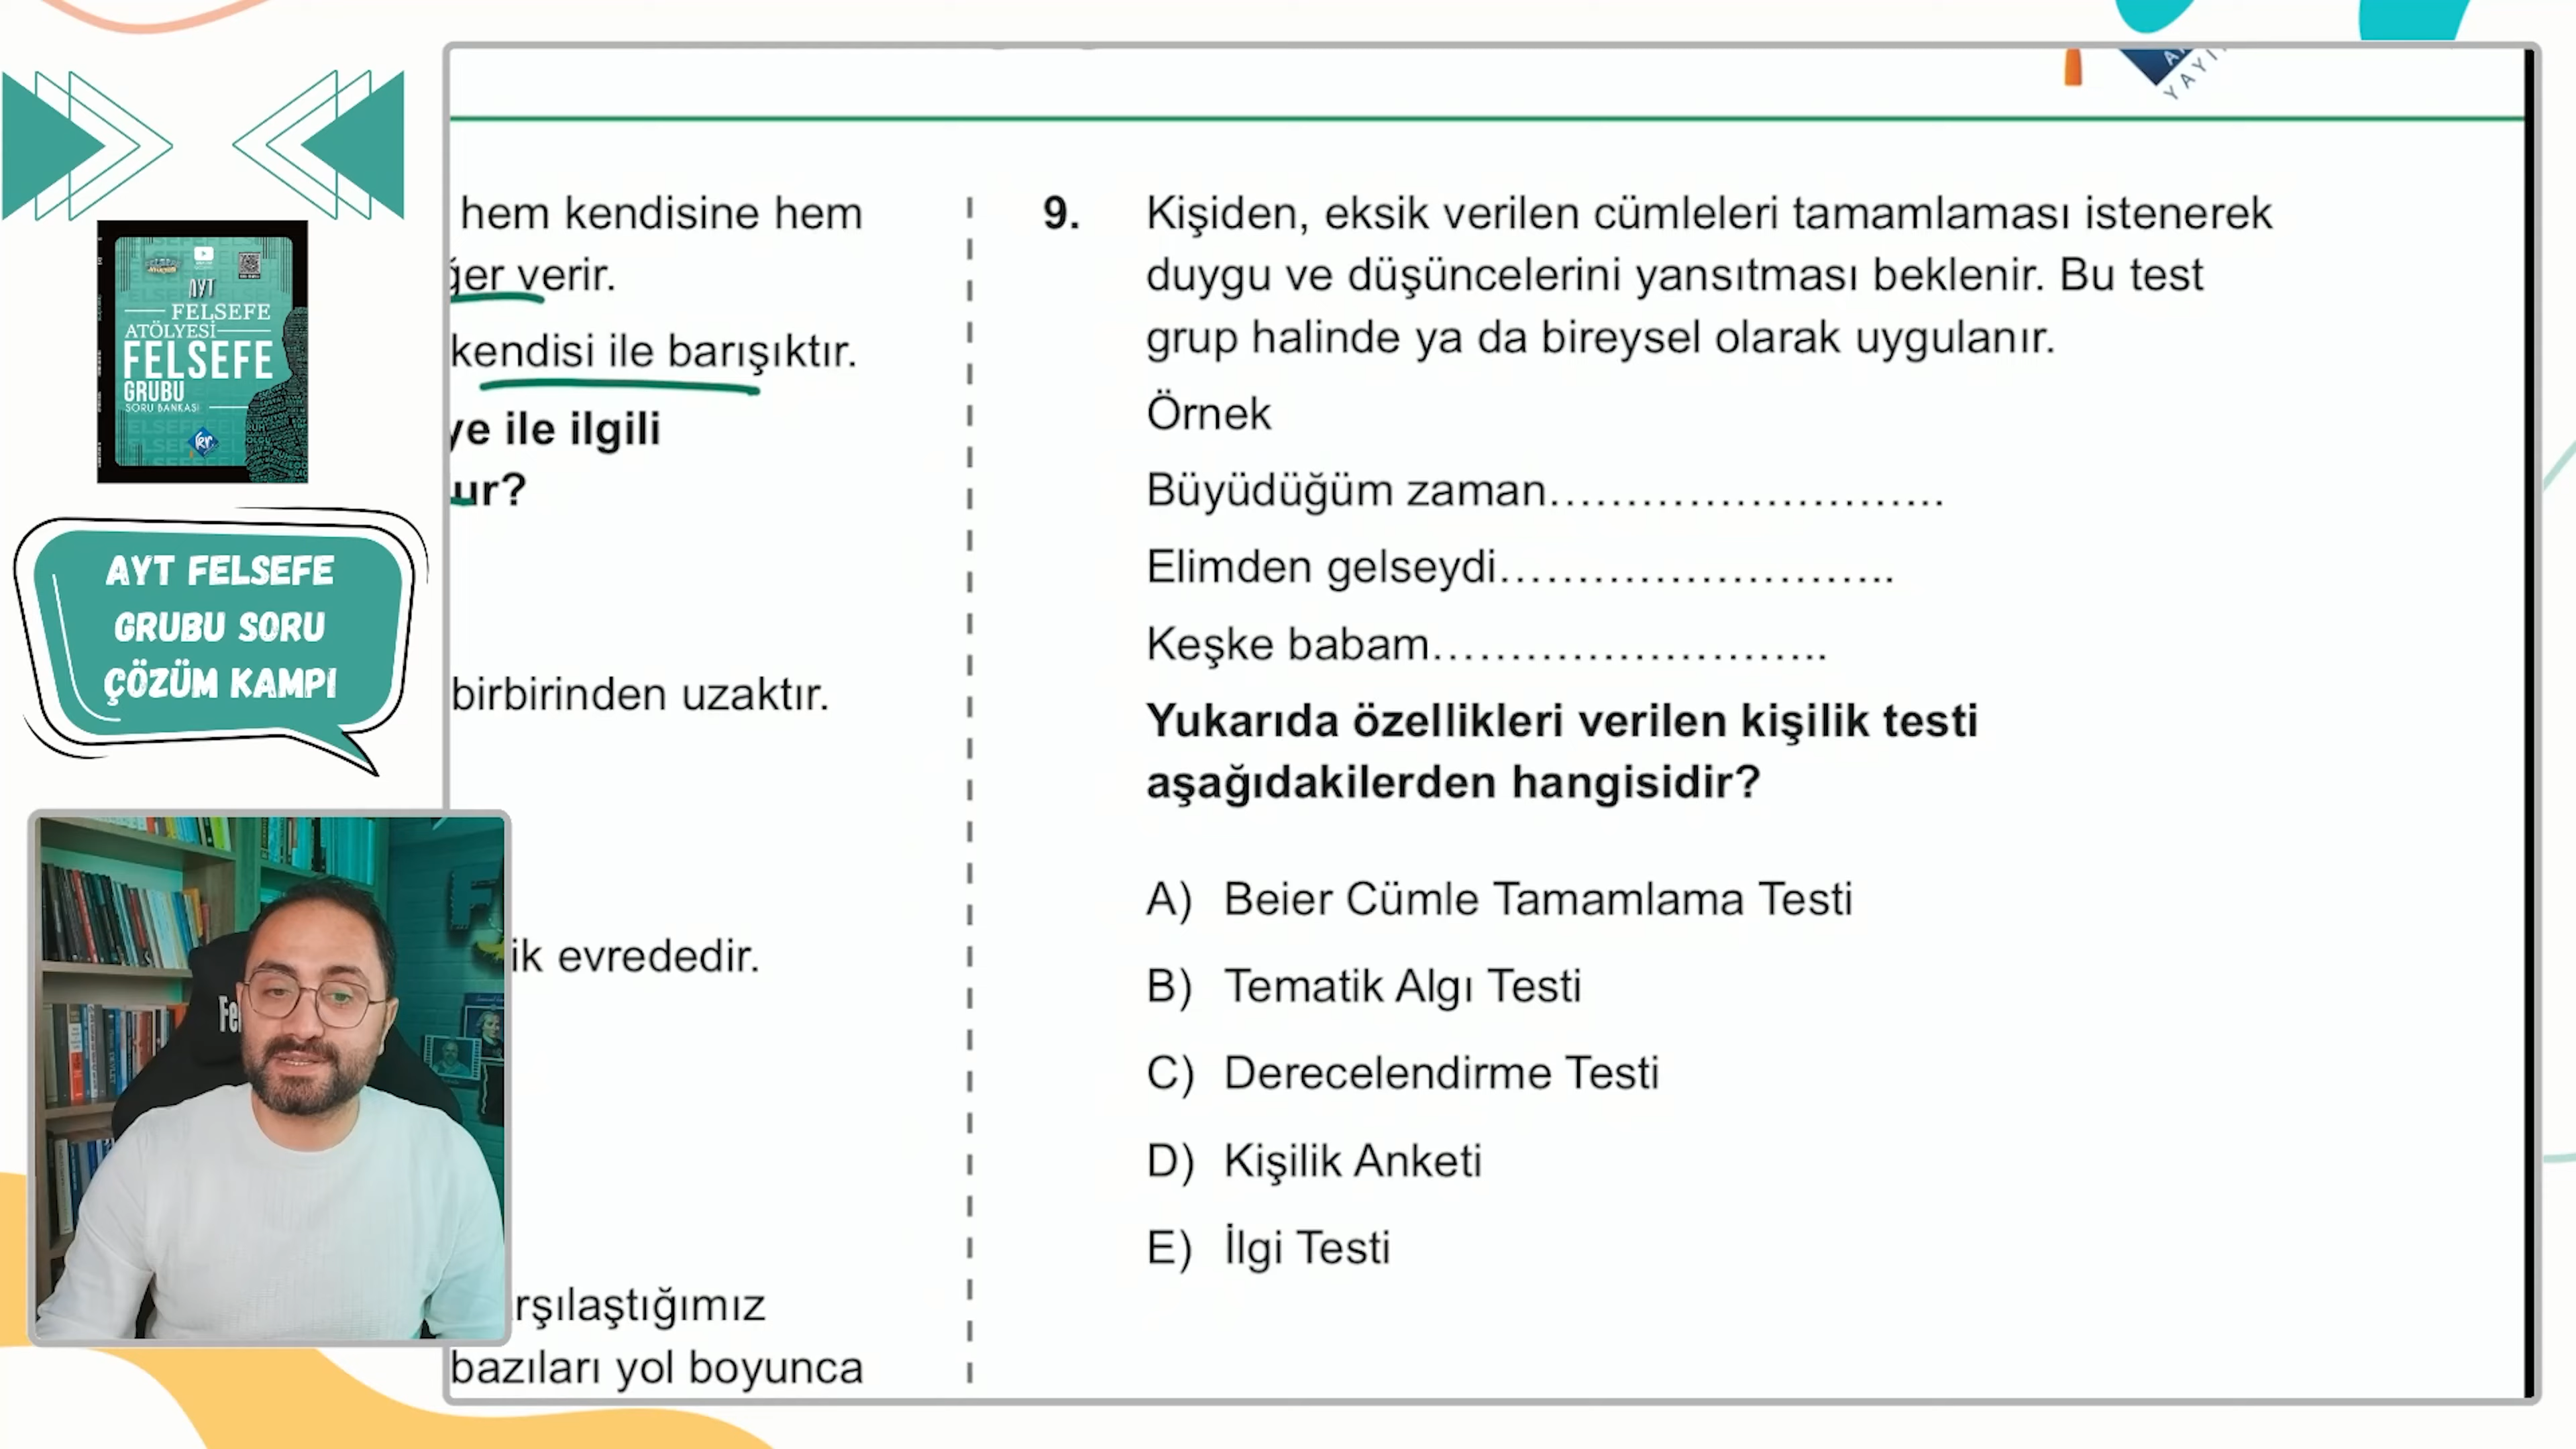 AYT
FELSEFE
ATÖLYESİ
FELSEFE
GRUBU
SORU BANKASI
AYT FELSEFE
GRUBU SORU
ÇÖZÜM KAMPI
hem kendisine hem
ğer verir.
kendisi ile barışıktır.
ye ile ilgili
ur?
birbirinden uzaktır.
ik evrededir.
rşılaştığımız
bazıları yol boyunca
9. Kişiden, eksik verilen cümleleri tamamlaması istenerek
duygu ve düşüncelerini yansıtması beklenir. Bu test
grup halinde ya da bireysel olarak uygulanır.
Örnek
Büyüdüğüm zaman..........................
Elimden gelseydi..........................
Keşke babam..........................
Yukarıda özellikleri verilen kişilik testi
aşağıdakilerden hangisidir?
A) Beier Cümle Tamamlama Testi
B) Tematik Algı Testi
C) Derecelendirme Testi
D) Kişilik Anketi
E) İlgi Testi